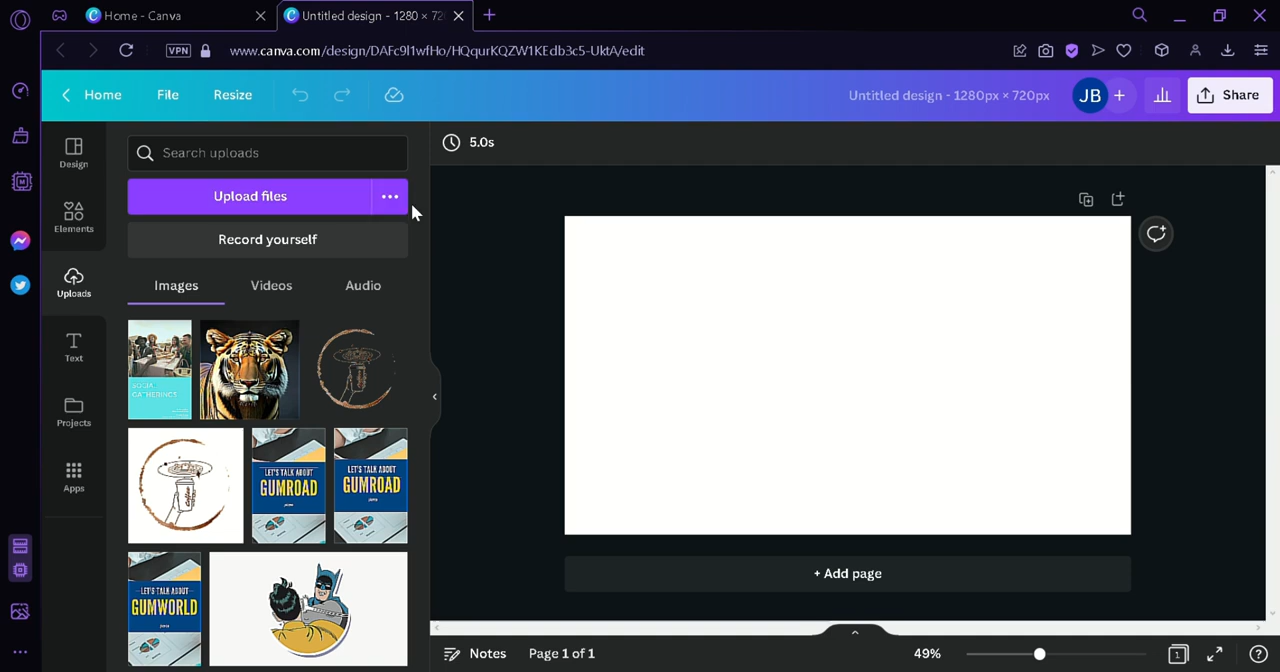 Home - Canva
Untitled design - 1280 × 72
VPN
www.canva.com/design/DAFc9l1wfHo/HQqurKQZW1KEdb3c5-UktA/edit
Home
File
Resize
Untitled design - 1280px × 720px
JB
+
Share
Design
Elements
Uploads
Text
Projects
Apps
Search uploads
Upload files
Record yourself
Images
Videos
Audio
SOCIAL
GATHERINGS
LET'S TALK ABOUT
GUMROAD
LET'S TALK ABOUT
GUMROAD
LET'S TALK ABOUT
GUMWORLD
5.0s
+ Add page
Notes
Page 1 of 1
49%
1